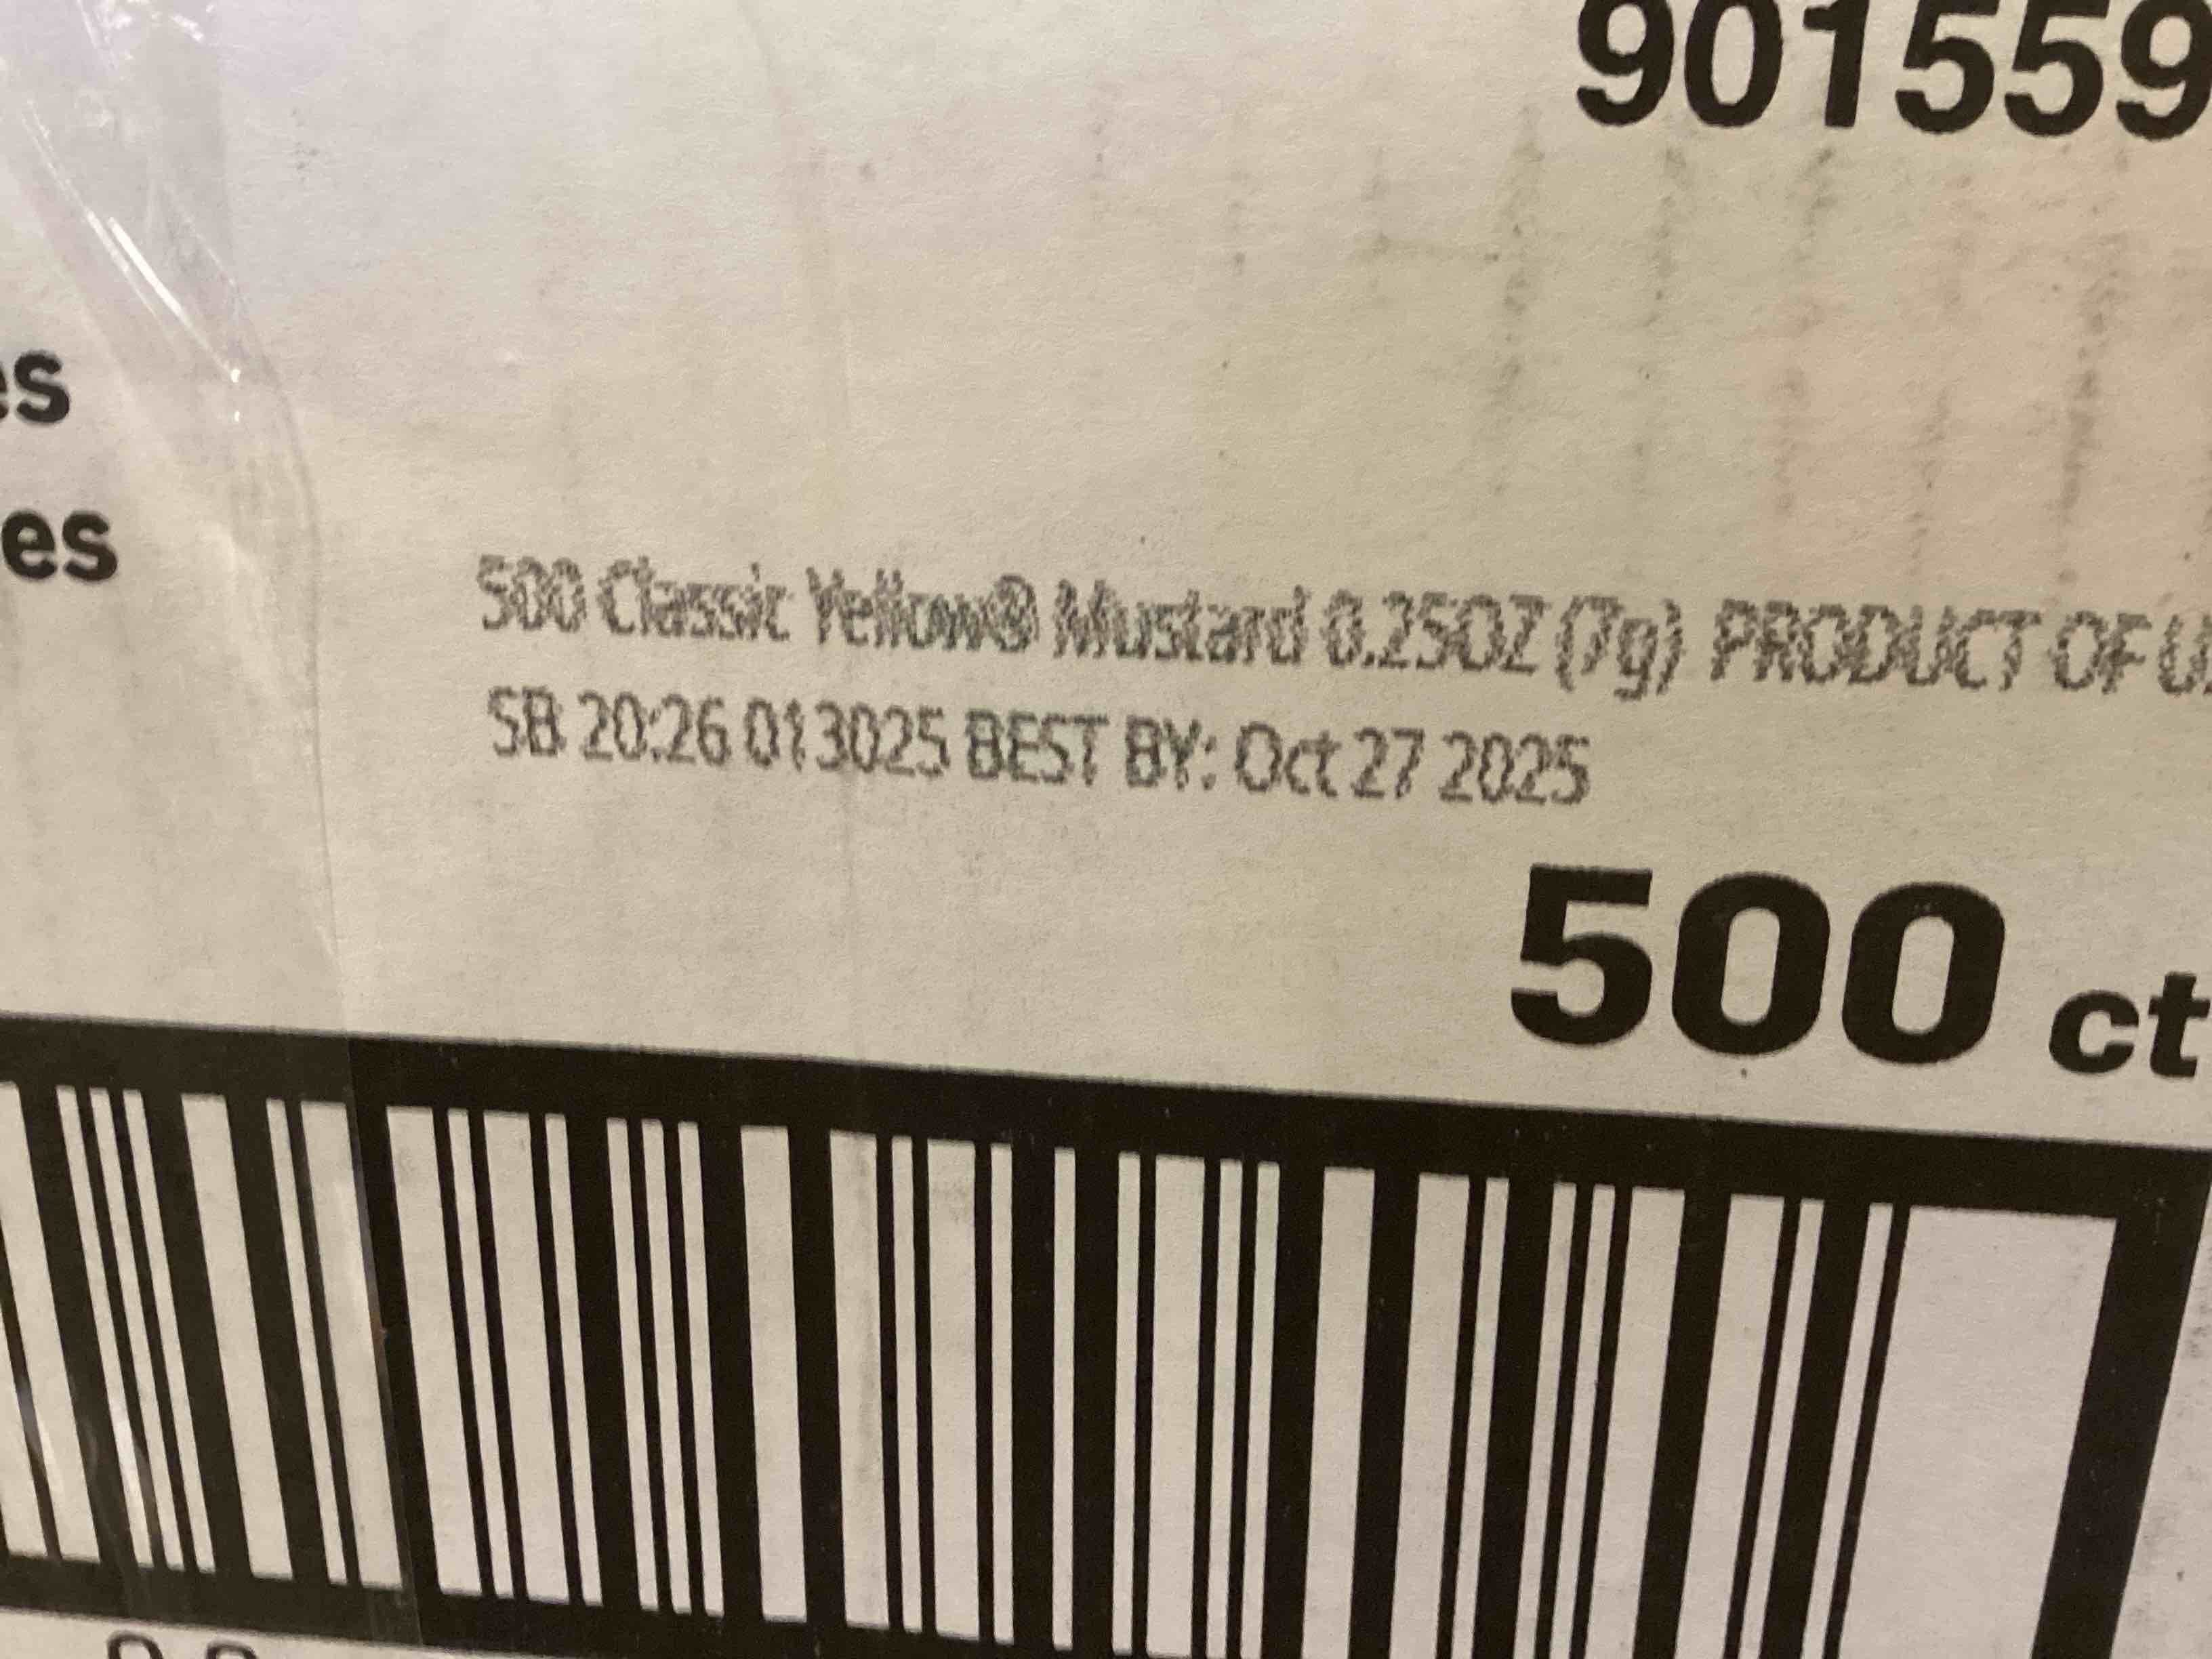 901559
es
es
500 Classic Yellow® Mustard 0.25OZ (7g) PRODUCT OF U
SB 20:26 013025 BEST BY: Oct 27 2025
500 ct